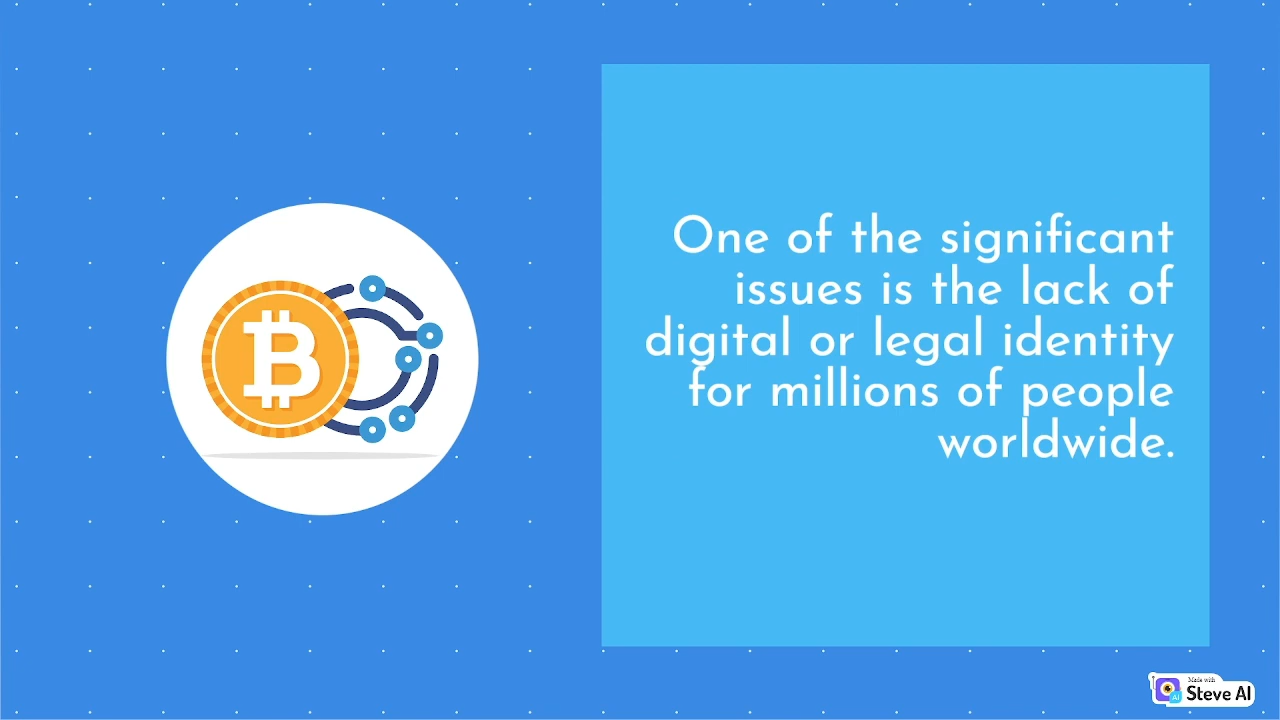 One of the significant
issues is the lack of
digital or legal identity
for millions of people
worldwide.
Made with
Steve AI